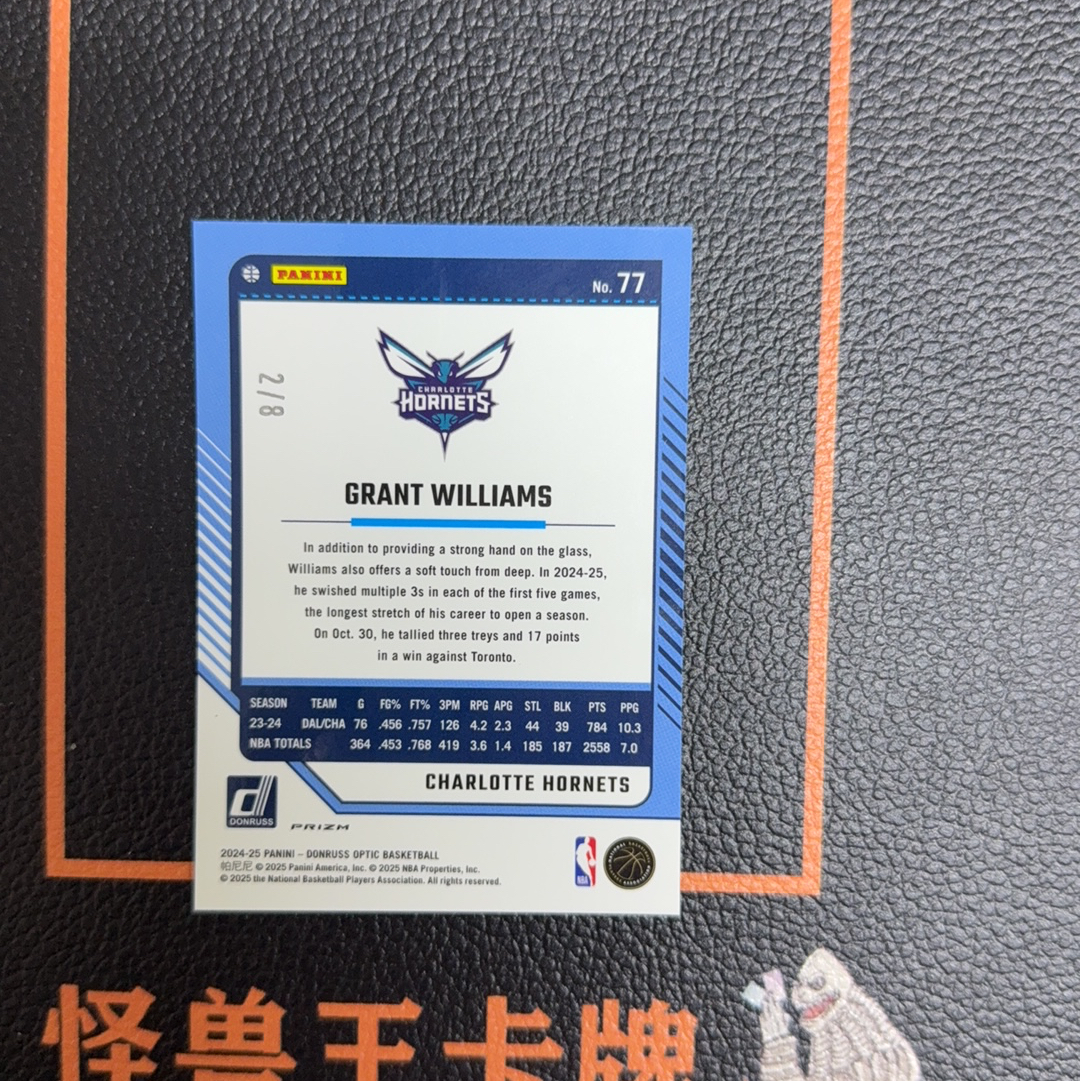 PANINI
No. 77
2/8
CHARLOTTE
HORNETS
GRANT WILLIAMS
In addition to providing a strong hand on the glass,
Williams also offers a soft touch from deep. In 2024-25,
he swished multiple 3s in each of the first five games,
the longest stretch of his career to open a season.
On Oct. 30, he tallied three treys and 17 points
in a win against Toronto.
SEASON TEAM G FG% FT% 3PM RPG APG STL BLK PTS PPG
23-24 DAL/CHA 76 .456 .757 126 4.2 2.3 44 39 784 10.3
NBA TOTALS 364 .453 .768 419 3.6 1.4 185 187 2558 7.0
CHARLOTTE HORNETS
d
DONRUSS
PRIZM
2024-25 PANINI – DONRUSS OPTIC BASKETBALL
帕尼尼 © 2025 Panini America, Inc. © 2025 NBA Properties, Inc.
© 2025 the National Basketball Players Association. All rights reserved.
NBA
怪兽王卡牌